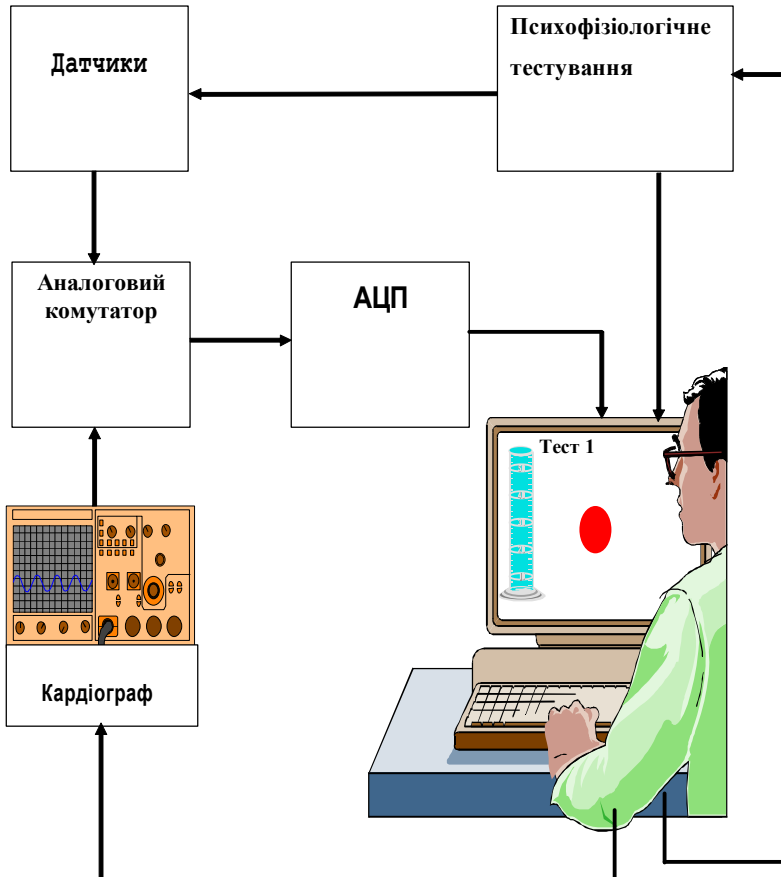 Датчики
Психофізіологічне
тестування
Аналоговий
комутатор
АЦП
Тест 1
Кардіограф